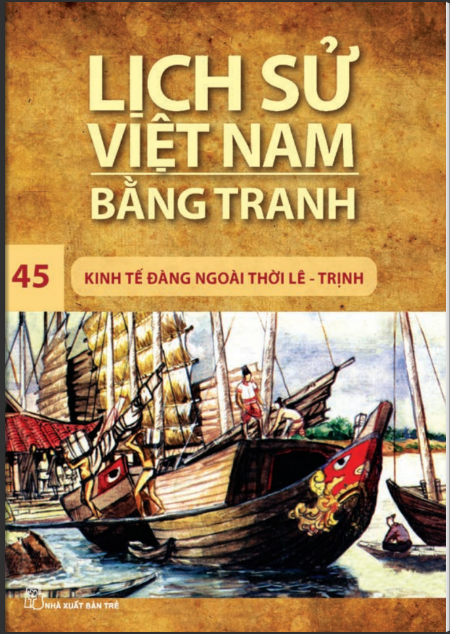 LỊCH SỬ
VIỆT NAM
BẰNG TRANH
45
KINH TẾ ĐÀNG NGOÀI THỜI LÊ - TRỊNH
NHÀ XUẤT BẢN TRẺ